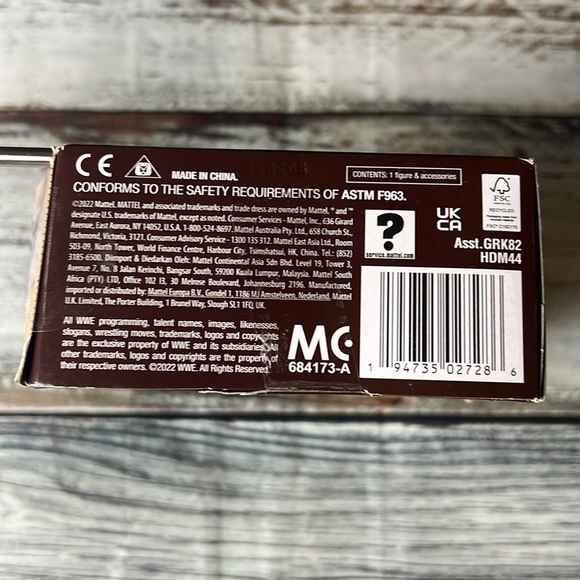 CE
MADE IN CHINA.
CONTENTS: 1 figure & accessories
CONFORMS TO THE SAFETY REQUIREMENTS OF ASTM F963.
©2022 Mattel. MATTEL and associated trademarks and trade dress are owned by Mattel. ® and ™
designate U.S. trademarks of Mattel, except as noted. Consumer Services - Mattel, Inc., 636 Girard
Avenue, East Aurora, NY 14052, U.S.A. 1-800-524-8697. Mattel Australia Pty. Ltd., 658 Church St.,
Richmond, Victoria, 3121. Consumer Advisory Service - 1300 135 312. Mattel East Asia Ltd., Room
503-09, North Tower, World Finance Centre, Harbour City, Tsimshatsui, HK, China. Tel.: (852)
3185-6500. Diimport & Diedarkan Oleh: Mattel Continental Asia Sdn Bhd. Level 19, Tower 3,
Avenue 7, No. 8 Jalan Kerinchi, Bangsar South, 59200 Kuala Lumpur, Malaysia. Mattel South
Africa (PTY) LTD, Office 102 I3, 30 Melrose Boulevard, Johannesburg 2196. Manufactured,
imported or distributed by: Mattel Europa B.V., Gondel 1, 1186 MJ Amstelveen, Nederland. Mattel
U.K. Limited, The Porter Building, 1 Brunel Way, Slough SL1 1FQ, UK.
All WWE programming, talent names, images, likenesses,
slogans, wrestling moves, trademarks, logos and copyrights
are the exclusive property of WWE and its subsidiaries. All
other trademarks, logos and copyrights are the property of
their respective owners. ©2022 WWE. All Rights Reserved.
MC
684173-A
?
service.mattel.com
UK
CA
FSC
RECYCLED
Asst.GRK82
HDM44
1 94735 02728 6